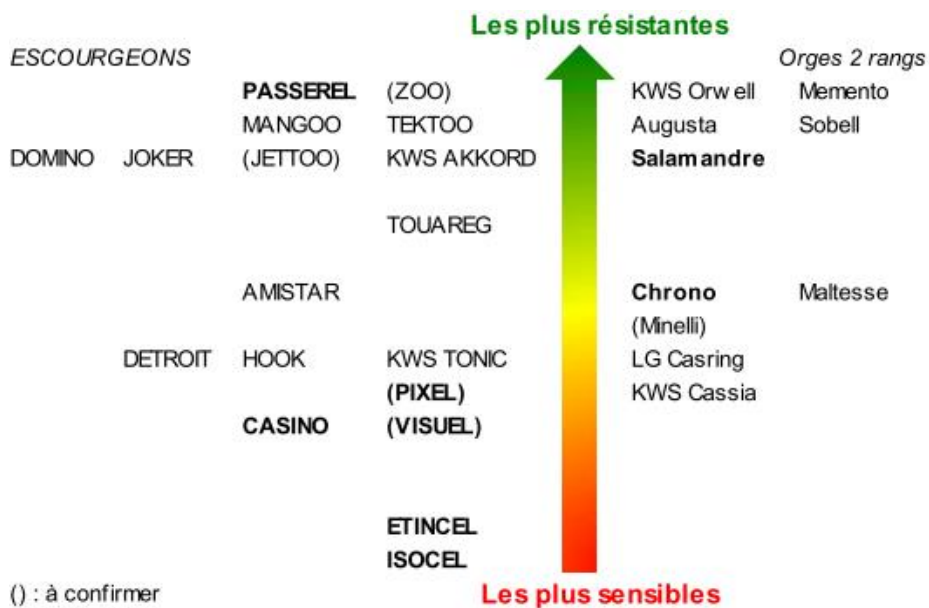 Les plus résistantes
ESCOURGEONS Orges 2 rangs
PASSEREL (ZOO) KWS Orwell Memento
MANGOO TEKTOO Augusta Sobell
DOMINO JOKER (JETTOO) KWS AKKORD Salamandre
TOUAREG
AMISTAR Chrono Maltesse
(Minelli)
DETROIT HOOK KWS TONIC LG Casring
(PIXEL) KWS Cassia
CASINO (VISUEL)
ETINCEL
ISOCEL
() : à confirmer Les plus sensibles